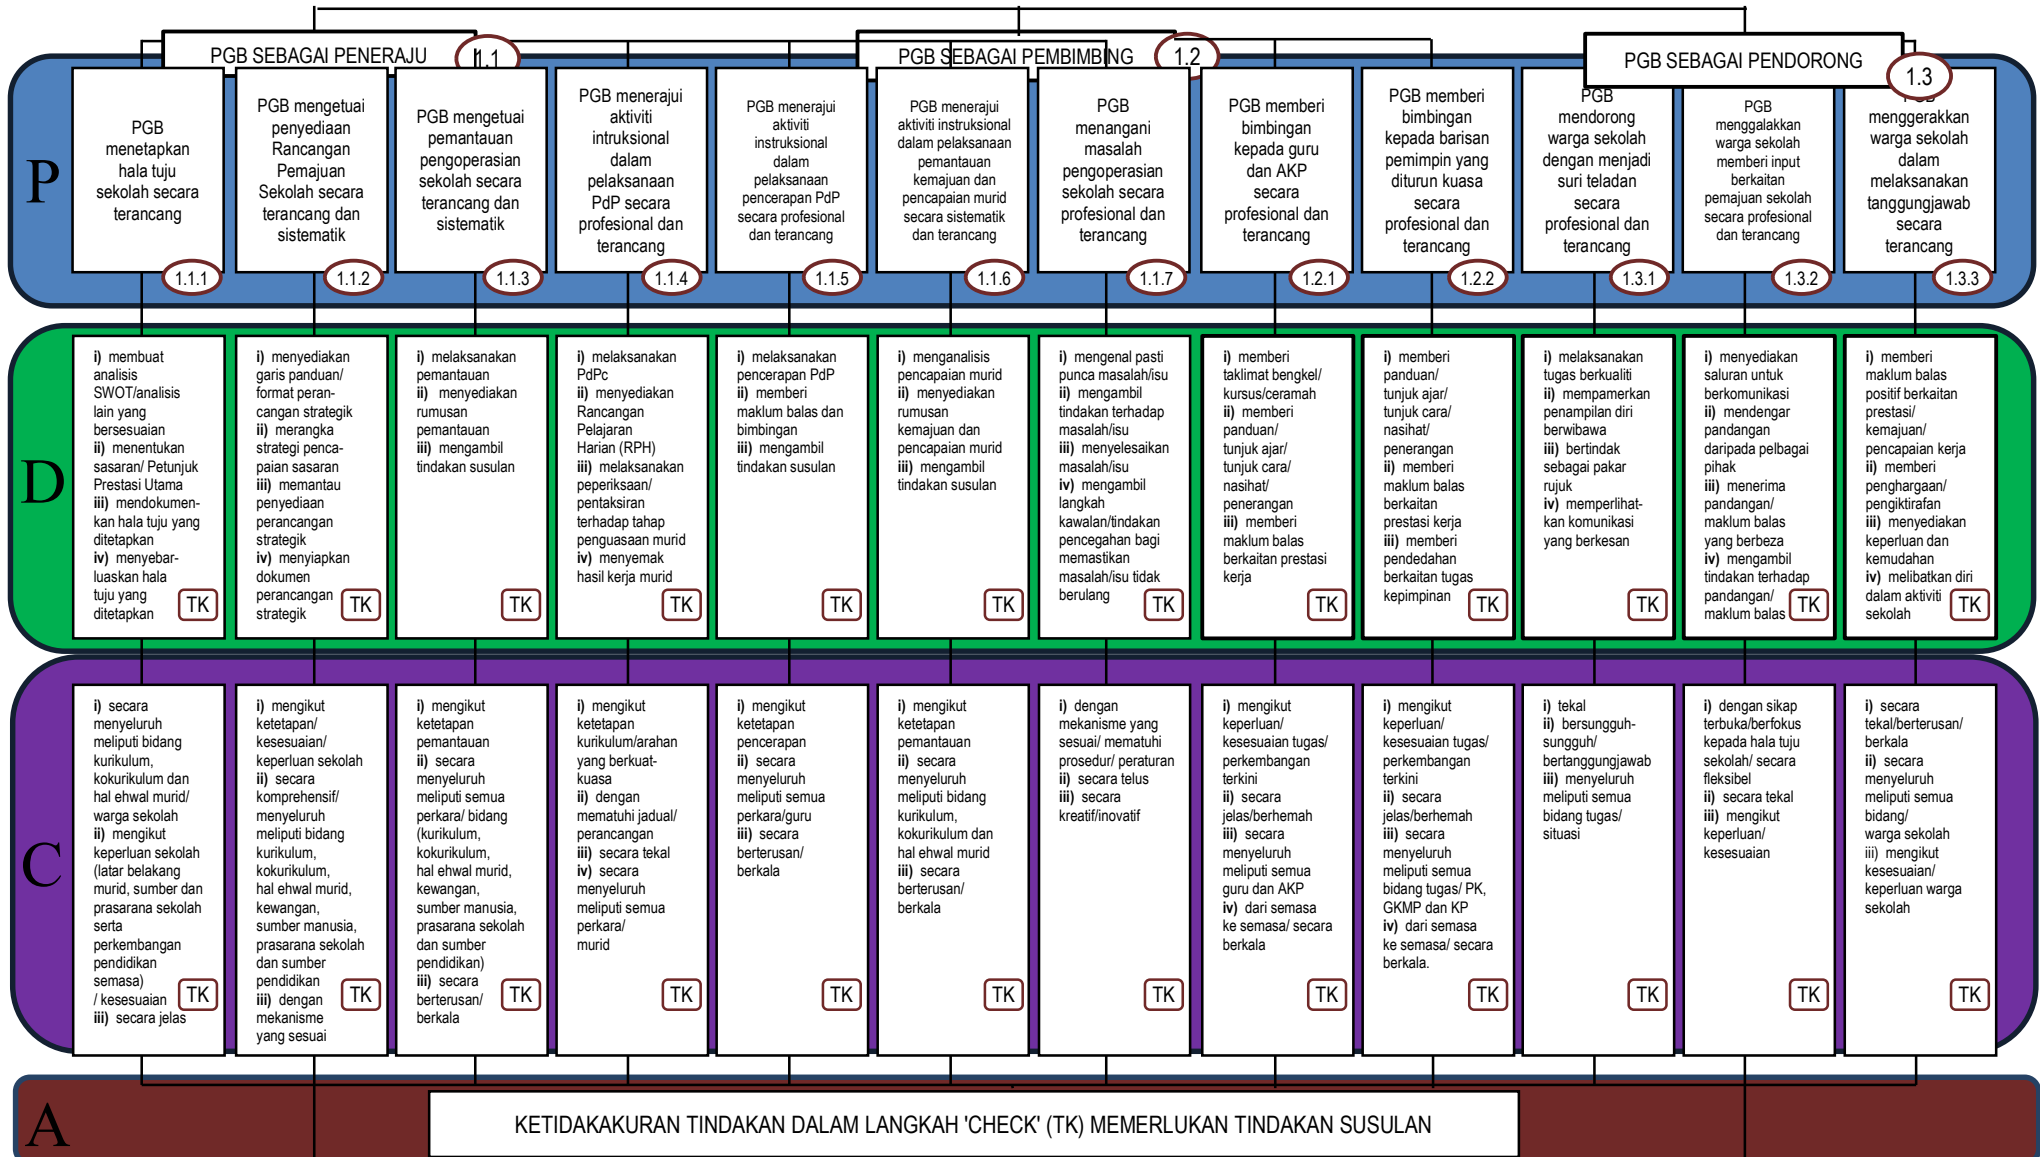 PGB SEBAGAI PENERAJU
1.1
PGB SEBAGAI PEMBIMBING
1.2
PGB SEBAGAI PENDORONG
1.3
P
PGB
menetapkan
hala tuju
sekolah secara
terancang
1.1.1
PGB mengetuai
penyediaan
Rancangan
Pemajuan
Sekolah secara
terancang dan
sistematik
1.1.2
PGB mengetuai
pemantauan
pengoperasian
sekolah secara
terancang dan
sistematik
1.1.3
PGB menerajui
aktiviti
intruksional
dalam
pelaksanaan
PdP secara
profesional dan
terancang
1.1.4
PGB menerajui
aktiviti
instruksional
dalam
pelaksanaan
pencerapan PdP
secara profesional
dan terancang
1.1.5
PGB menerajui
aktiviti instruksional
dalam pelaksanaan
pemantauan
kemajuan dan
pencapaian murid
secara sistematik
dan terancang
1.1.6
PGB
menangani
masalah
pengoperasian
sekolah secara
profesional dan
terancang
1.1.7
PGB memberi
bimbingan
kepada guru
dan AKP
secara
profesional dan
terancang
1.2.1
PGB memberi
bimbingan
kepada barisan
pemimpin yang
diturun kuasa
secara
profesional dan
terancang
1.2.2
PGB
mendorong
warga sekolah
dengan menjadi
suri teladan
secara
profesional dan
terancang
1.3.1
PGB
menggalakkan
warga sekolah
memberi input
berkaitan
pemajuan sekolah
secara profesional
dan terancang
1.3.2
PGB
menggerakkan
warga sekolah
dalam
melaksanakan
tanggungjawab
secara
terancang
1.3.3
D
i) membuat
analisis
SWOT/analisis
lain yang
bersesuaian
ii) menentukan
sasaran/ Petunjuk
Prestasi Utama
iii) mendokumen-
kan hala tuju yang
ditetapkan
iv) menyebar-
luaskan hala
tuju yang
ditetapkan
TK
i) menyediakan
garis panduan/
format peran-
cangan strategik
ii) merangka
strategi penca-
paian sasaran
iii) memantau
penyediaan
perancangan
strategik
iv) menyiapkan
dokumen
perancangan
strategik
TK
i) melaksanakan
pemantauan
ii) menyediakan
rumusan
pemantauan
iii) mengambil
tindakan susulan
TK
i) melaksanakan
PdPc
ii) menyediakan
Rancangan
Pelajaran
Harian (RPH)
iii) melaksanakan
peperiksaan/
pentaksiran
terhadap tahap
penguasaan murid
iv) menyemak
hasil kerja murid
TK
i) melaksanakan
pencerapan PdP
ii) memberi
maklum balas dan
bimbingan
iii) mengambil
tindakan susulan
TK
i) menganalisis
pencapaian murid
ii) menyediakan
rumusan
kemajuan dan
pencapaian murid
iii) mengambil
tindakan susulan
TK
i) mengenal pasti
punca masalah/isu
ii) mengambil
tindakan terhadap
masalah/isu
iii) menyelesaikan
masalah/isu
iv) mengambil
langkah
kawalan/tindakan
pencegahan bagi
memastikan
masalah/isu tidak
berulang
TK
i) memberi
taklimat bengkel/
kursus/ceramah
ii) memberi
panduan/
tunjuk ajar/
tunjuk cara/
nasihat/
penerangan
iii) memberi
maklum balas
berkaitan prestasi
kerja
TK
i) memberi
panduan/
tunjuk ajar/
tunjuk cara/
nasihat/
penerangan
ii) memberi
maklum balas
berkaitan
prestasi kerja
iii) memberi
pendedahan
berkaitan tugas
kepimpinan
TK
i) melaksanakan
tugas berkualiti
ii) mempamerkan
penampilan diri
berwibawa
iii) bertindak
sebagai pakar
rujuk
iv) memperlihat-
kan komunikasi
yang berkesan
TK
i) menyediakan
saluran untuk
berkomunikasi
ii) mendengar
pandangan
daripada pelbagai
pihak
iii) menerima
pandangan/
maklum balas
yang berbeza
iv) mengambil
tindakan terhadap
pandangan/
maklum balas
TK
i) memberi
maklum balas
positif berkaitan
prestasi/
kemajuan/
pencapaian kerja
ii) memberi
penghargaan/
pengiktirafan
iii) menyediakan
keperluan dan
kemudahan
iv) melibatkan diri
dalam aktiviti
sekolah
TK
C
i) secara
menyeluruh
meliputi bidang
kurikulum,
kokurikulum dan
hal ehwal murid/
warga sekolah
ii) mengikut
keperluan sekolah
(latar belakang
murid, sumber dan
prasarana sekolah
serta
perkembangan
pendidikan
semasa)
/ kesesuaian
iii) secara jelas
TK
i) mengikut
ketetapan/
kesesuaian/
keperluan sekolah
ii) secara
komprehensif/
menyeluruh
meliputi bidang
kurikulum,
kokurikulum,
hal ehwal murid,
kewangan,
sumber manusia,
prasarana sekolah
dan sumber
pendidikan
iii) dengan
mekanisme
yang sesuai
TK
i) mengikut
ketetapan
pemantauan
ii) secara
menyeluruh
meliputi semua
perkara/ bidang
(kurikulum,
kokurikulum,
hal ehwal murid,
kewangan,
sumber manusia,
prasarana sekolah
dan sumber
pendidikan)
iii) secara
berterusan/
berkala
TK
i) mengikut
ketetapan
kurikulum/arahan
yang berkuat-
kuasa
ii) dengan
mematuhi jadual/
perancangan
iii) secara tekal
iv) secara
menyeluruh
meliputi semua
perkara/
murid
TK
i) mengikut
ketetapan
pencerapan
ii) secara
menyeluruh
meliputi semua
perkara/guru
iii) secara
berterusan/
berkala
TK
i) mengikut
ketetapan
pemantauan
ii) secara
menyeluruh
meliputi bidang
kurikulum,
kokurikulum dan
hal ehwal murid
iii) secara
berterusan/
berkala
TK
i) dengan
mekanisme yang
sesuai/ mematuhi
prosedur/ peraturan
ii) secara telus
iii) secara
kreatif/inovatif
TK
i) mengikut
keperluan/
kesesuaian tugas/
perkembangan
terkini
ii) secara
jelas/berhemah
iii) secara
menyeluruh
meliputi semua
guru dan AKP
iv) dari semasa
ke semasa/ secara
berkala
TK
i) mengikut
keperluan/
kesesuaian tugas/
perkembangan
terkini
ii) secara
jelas/berhemah
iii) secara
menyeluruh
meliputi semua
bidang tugas/ PK,
GKMP dan KP
iv) dari semasa
ke semasa/ secara
berkala.
TK
i) tekal
ii) bersungguh-
sungguh/
bertanggungjawab
iii) menyeluruh
meliputi semua
bidang tugas/
situasi
TK
i) dengan sikap
terbuka/berfokus
kepada hala tuju
sekolah/ secara
fleksibel
ii) secara tekal
iii) mengikut
keperluan/
kesesuaian
TK
i) secara
tekal/berterusan/
berkala
ii) secara
menyeluruh
meliputi semua
bidang/
warga sekolah
iii) mengikut
kesesuaian/
keperluan warga
sekolah
TK
A
KETIDAKAKURAN TINDAKAN DALAM LANGKAH 'CHECK' (TK) MEMERLUKAN TINDAKAN SUSULAN